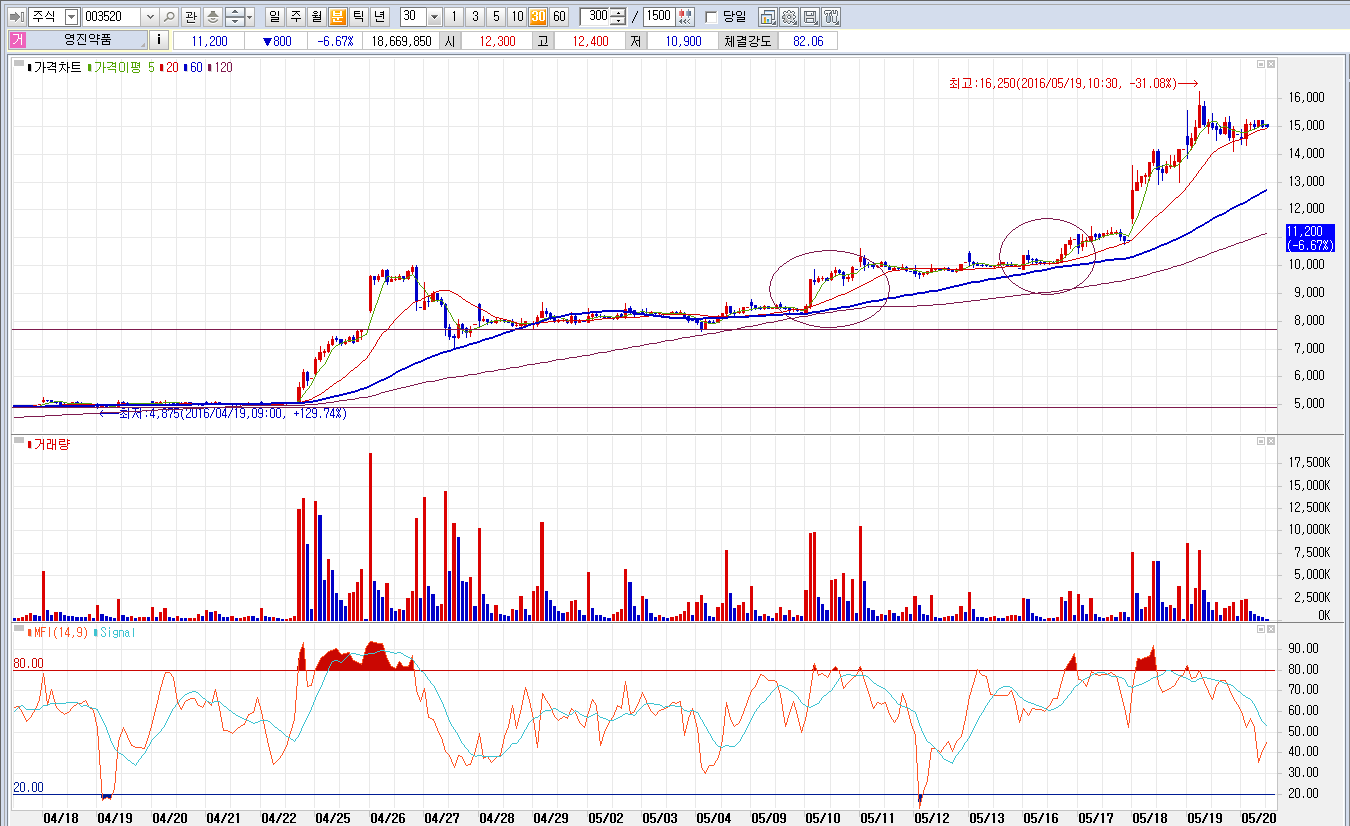 주식 003520 관 일 주 월 분 틱 년 30 1 3 5 10 30 60 300 / 1500 당일
거 영진약품 i 11,200 ▼800 -6.67% 18,669,850 시 12,300 고 12,400 저 10,900 체결강도 82.06
가격차트 가격이평 5 20 60 120
최고:16,250(2016/05/19,10:30, -31.08%)→
16,000
15,000
14,000
13,000
12,000
11,200
(-6.67%)
10,000
9,000
8,000
7,000
6,000
5,000
←최저:4,875(2016/04/19,09:00, +129.74%)
거래량
17,500K
15,000K
12,500K
10,000K
7,500K
5,000K
2,500K
0K
MFI(14,9) Signal
80.00
20.00
90.00
80.00
70.00
60.00
50.00
40.00
30.00
20.00
04/18 04/19 04/20 04/21 04/22 04/25 04/26 04/27 04/28 04/29 05/02 05/03 05/04 05/09 05/10 05/11 05/12 05/13 05/16 05/17 05/18 05/19 05/20